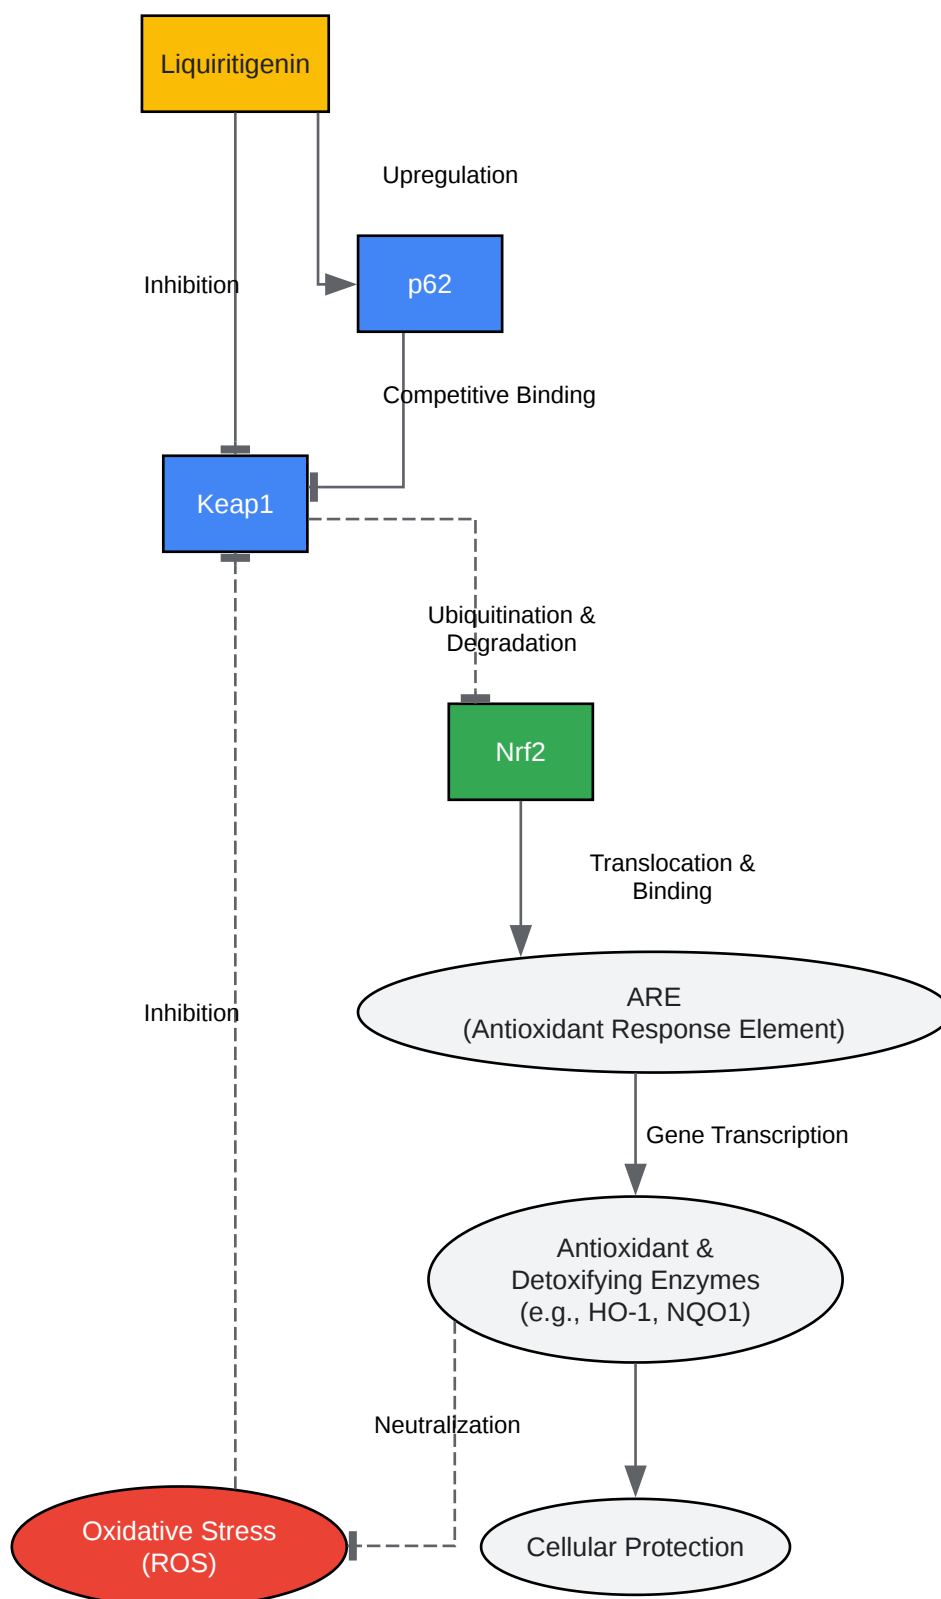 Liquiritigenin
Upregulation
Inhibition
p62
Competitive Binding
Keap1
Ubiquitination &
Degradation
Nrf2
Translocation &
Binding
ARE
(Antioxidant Response Element)
Inhibition
Gene Transcription
Antioxidant &
Detoxifying Enzymes
(e.g., HO-1, NQO1)
Neutralization
Oxidative Stress
(ROS)
Cellular Protection